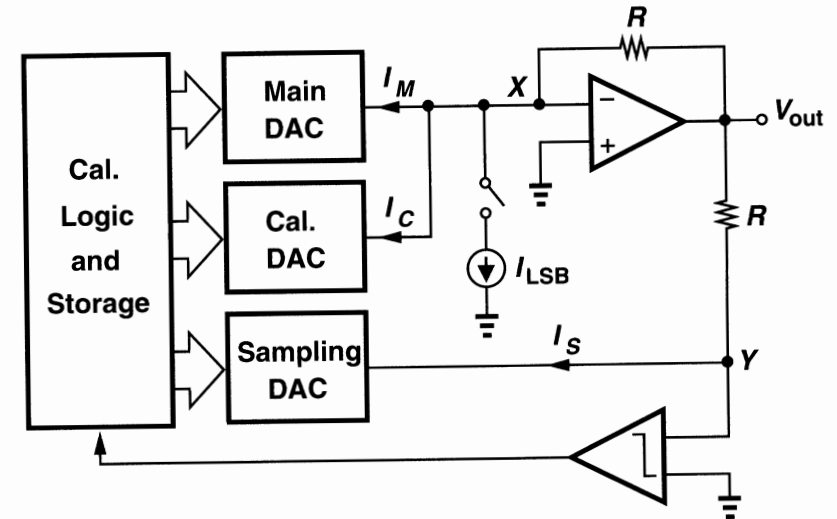 R
I_M
X
−
+
V_out
Main
DAC
Cal.
Logic
and
Storage
I_C
Cal.
DAC
I_LSB
R
I_S
Y
Sampling
DAC